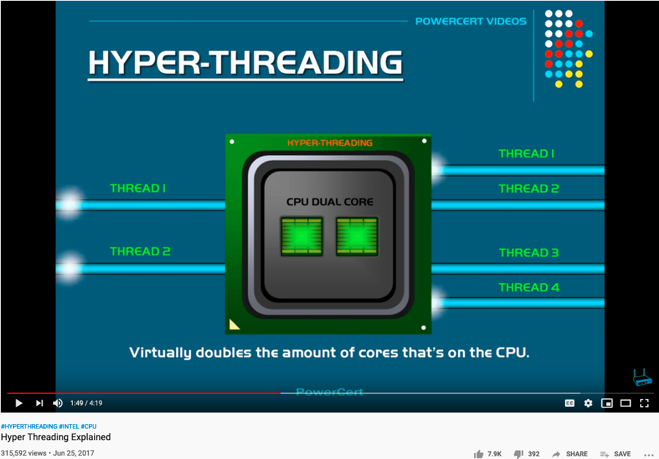 POWERCERT VIDEOS
HYPER-THREADING
HYPER-THREADING
CPU DUAL CORE
THREAD 1
THREAD 2
THREAD 1
THREAD 2
THREAD 3
THREAD 4
Virtually doubles the amount of cores that's on the CPU.
PowerCert
1:49 / 4:19
CC
#HYPERTHREADING #INTEL #CPU
Hyper Threading Explained
315,592 views • Jun 25, 2017
7.9K 392 SHARE SAVE